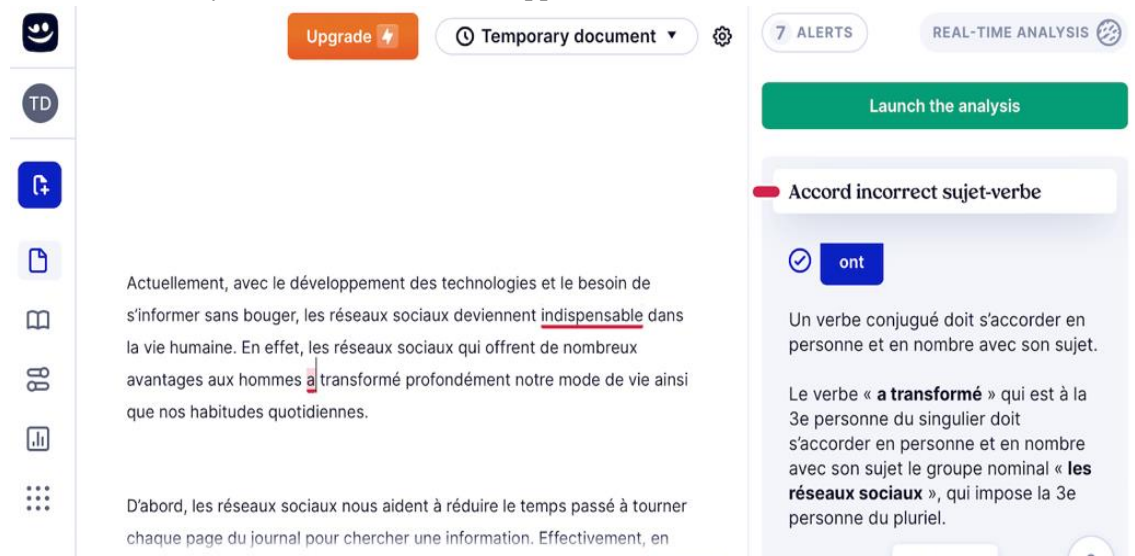 Upgrade
Temporary document
7 ALERTS
REAL-TIME ANALYSIS
TD
Launch the analysis
Accord incorrect sujet-verbe
ont
Actuellement, avec le développement des technologies et le besoin de
s'informer sans bouger, les réseaux sociaux deviennent indispensable dans
la vie humaine. En effet, les réseaux sociaux qui offrent de nombreux
avantages aux hommes a transformé profondément notre mode de vie ainsi
que nos habitudes quotidiennes.
D'abord, les réseaux sociaux nous aident à réduire le temps passé à tourner
chaque page du journal pour chercher une information. Effectivement, en
Un verbe conjugué doit s'accorder en
personne et en nombre avec son sujet.
Le verbe « a transformé » qui est à la
3e personne du singulier doit
s'accorder en personne et en nombre
avec son sujet le groupe nominal « les
réseaux sociaux », qui impose la 3e
personne du pluriel.